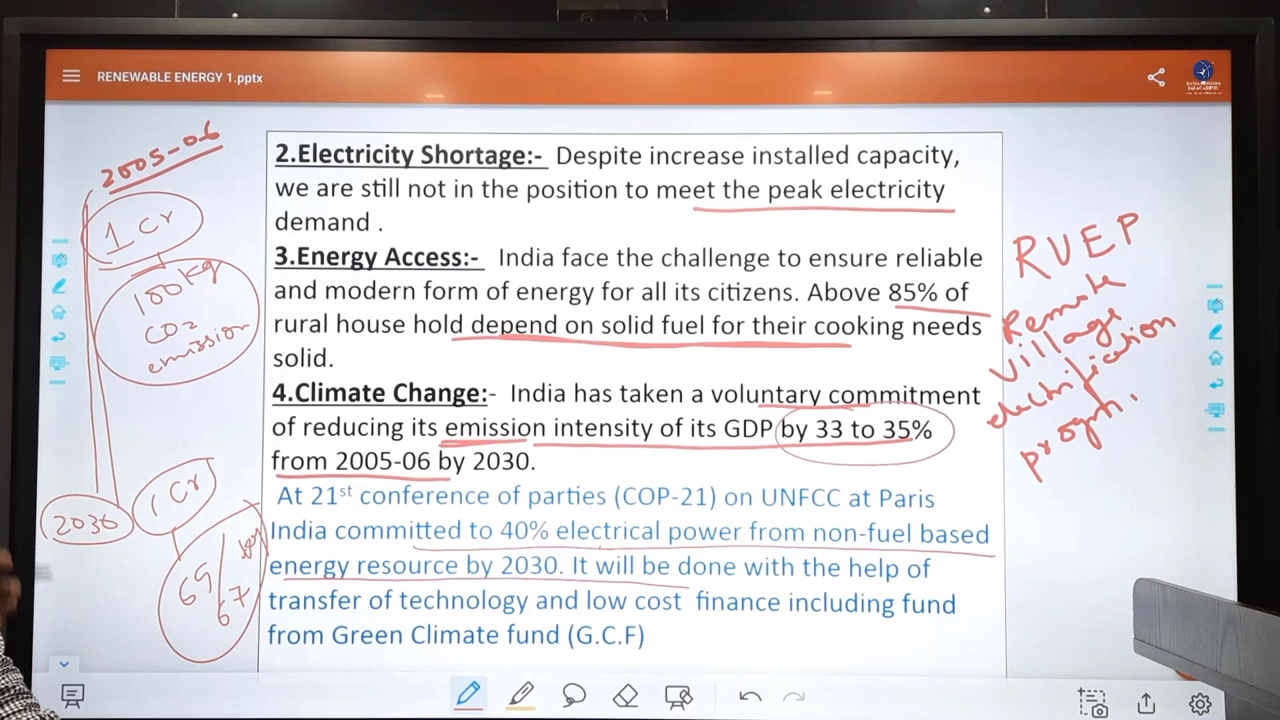 RENEWABLE ENERGY 1.pptx
2005-06
1 Cr
100kg
CO2
emission
2030
1 Cr
65/
67
2.Electricity Shortage:- Despite increase installed capacity,
we are still not in the position to meet the peak electricity
demand .
3.Energy Access:- India face the challenge to ensure reliable
and modern form of energy for all its citizens. Above 85% of
rural house hold depend on solid fuel for their cooking needs
solid.
4.Climate Change:- India has taken a voluntary commitment
of reducing its emission intensity of its GDP by 33 to 35%
from 2005-06 by 2030.
At 21st conference of parties (COP-21) on UNFCC at Paris
India committed to 40% electrical power from non-fuel based
energy resource by 2030. It will be done with the help of
transfer of technology and low cost finance including fund
from Green Climate fund (G.C.F)
RVEP
Remote
village
electrification
progm.